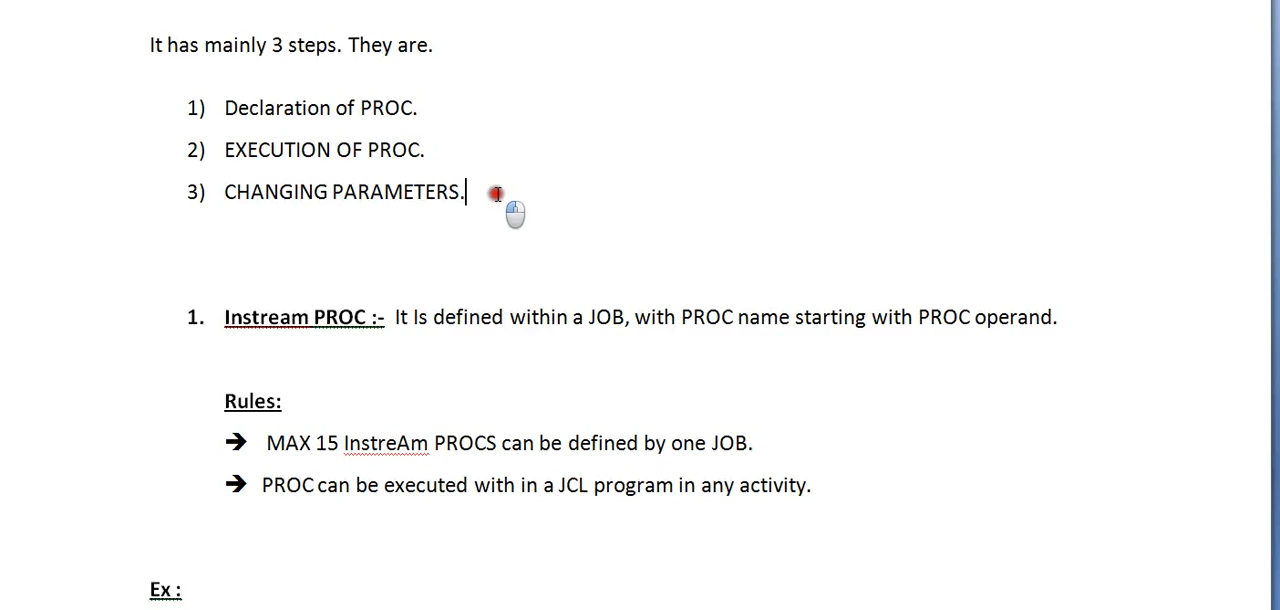 It has mainly 3 steps. They are.
1) Declaration of PROC.
2) EXECUTION OF PROC.
3) CHANGING PARAMETERS.
1. Instream PROC :- It Is defined within a JOB, with PROC name starting with PROC operand.
Rules:
➔ MAX 15 InstreAm PROCS can be defined by one JOB.
➔ PROC can be executed with in a JCL program in any activity.
Ex :